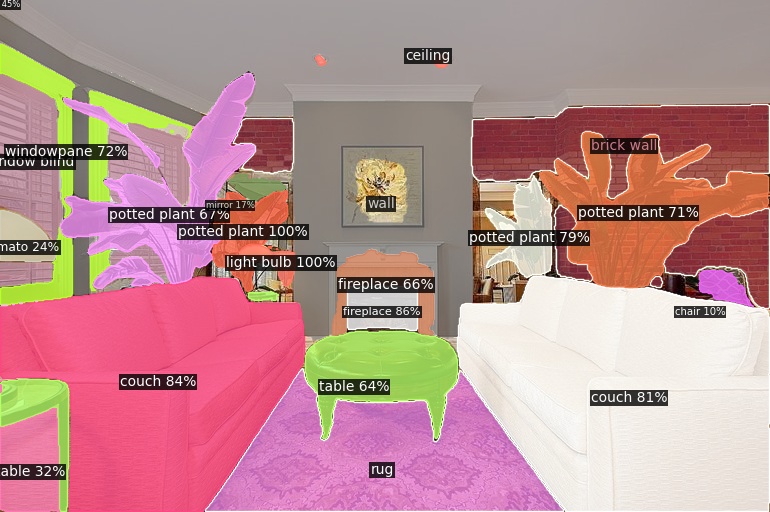 45%
ceiling
windowpane 72%
ndow blind
brick wall
mirror 17%
wall
potted plant 67%
potted plant 71%
potted plant 100%
potted plant 79%
mato 24%
light bulb 100%
fireplace 66%
fireplace 86%
chair 10%
couch 84%
table 64%
couch 81%
able 32%
rug